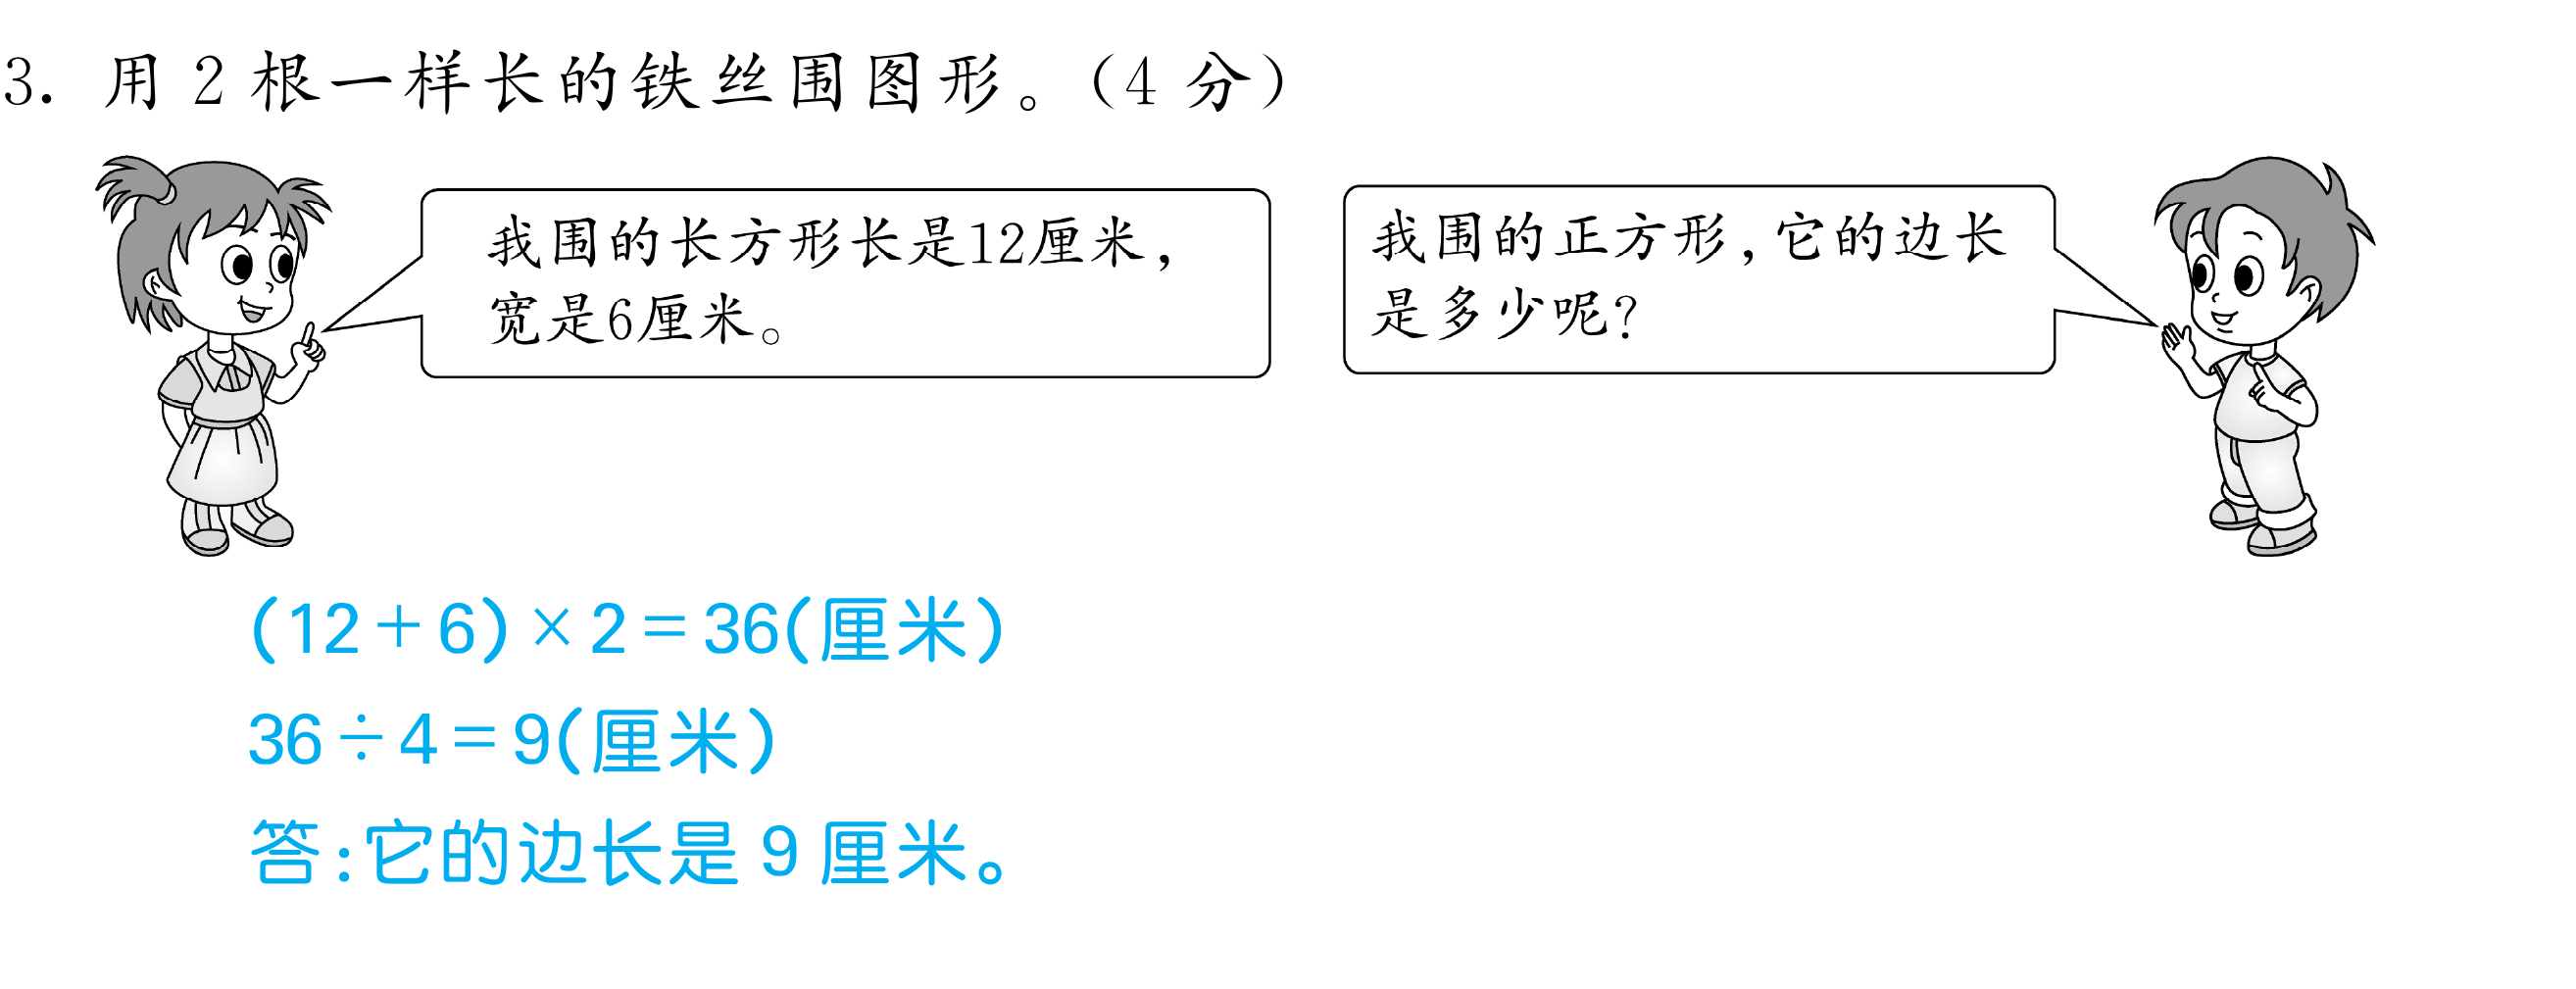 3. 用 2 根一样长的铁丝围图形。（4 分）
我围的长方形长是12厘米，
宽是6厘米。
我围的正方形，它的边长
是多少呢？
(12＋6)×2＝36(厘米)
36÷4＝9(厘米)
答：它的边长是 9 厘米。